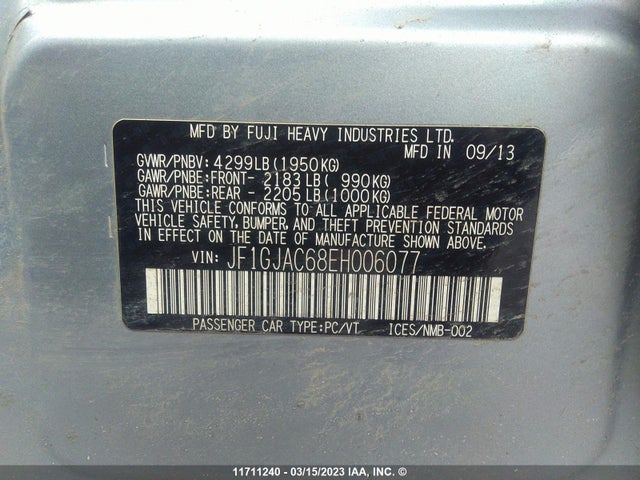 MFD BY FUJI HEAVY INDUSTRIES LTD.
MFD IN 09/13
GVWR/PNBV: 4299LB (1950KG)
GAWR/PNBE:FRONT- 2183 LB ( 990KG)
GAWR/PNBE:REAR - 2205 LB (1000KG)
THIS VEHICLE CONFORMS TO ALL APPLICABLE FEDERAL MOTOR
VEHICLE SAFETY, BUMPER, AND THEFT PREVENTION STANDARDS
IN EFFECT ON THE DATE OF MANUFACTURE SHOWN ABOVE.
VIN: JF1GJAC68EH006077
PASSENGER CAR TYPE:PC/VT. ICES/NMB-002
11711240 - 03/15/2023 IAA, INC. ©